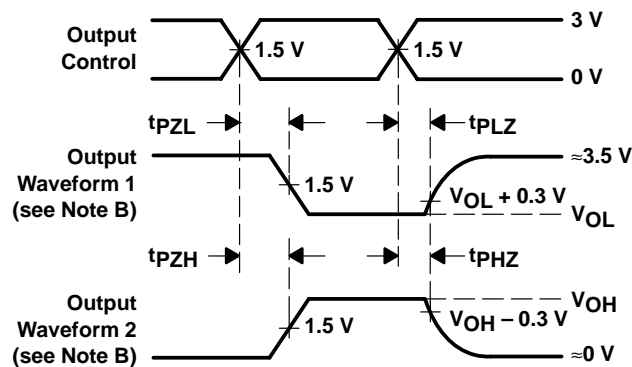 Output
Control
1.5 V
1.5 V
3 V
0 V
tPZL
tPLZ
Output
Waveform 1
(see Note B)
1.5 V
≈3.5 V
VOL + 0.3 V
VOL
tPZH
tPHZ
Output
Waveform 2
(see Note B)
1.5 V
VOH
VOH – 0.3 V
≈0 V